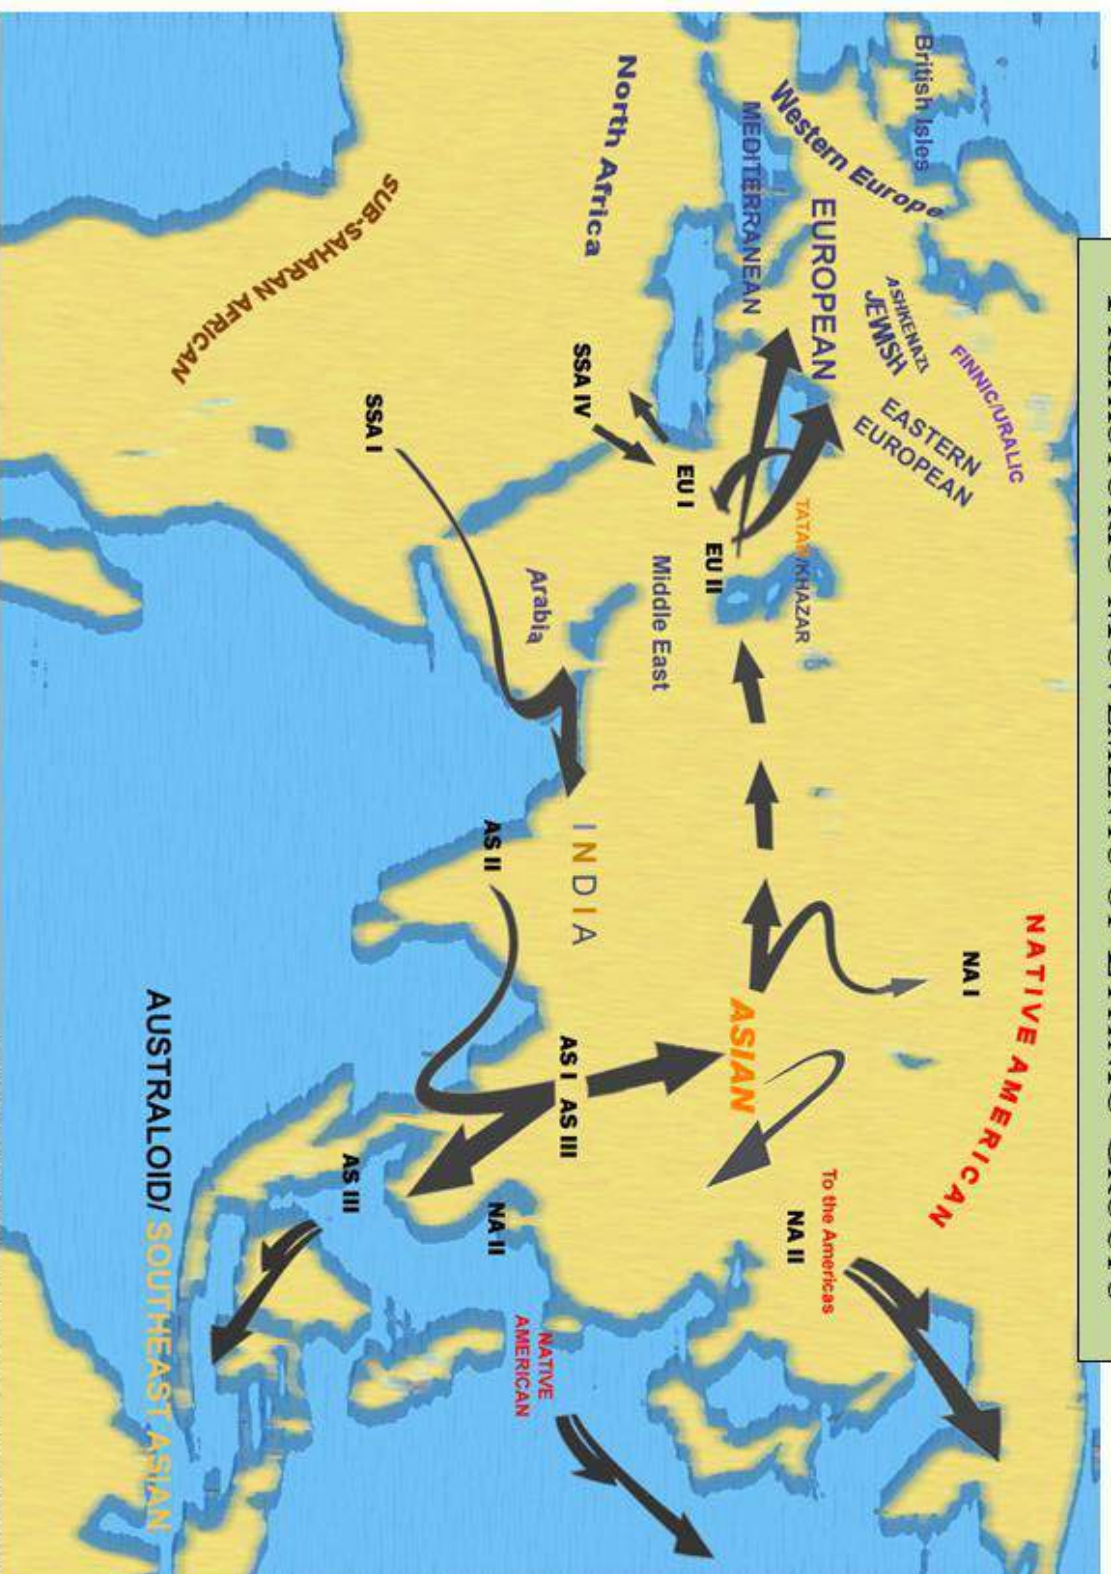 British Isles
Western Europe
North Africa
MEDITERRANEAN
EUROPEAN
ASHKENAZI
JEWISH
FINNIC/URALIC
EASTERN
EUROPEAN
SUB-SAHARAN AFRICAN
SSA IV
SSA I
EU I
EU II
TATAR/KHAZAR
Middle East
Arabia
INDIA
AS II
NATIVE AMERICAN
NA I
ASIAN
AS I AS III
AS III
NA II
To the Americas
NA II
NATIVE
AMERICAN
AUSTRALOID/ SOUTHEAST ASIAN